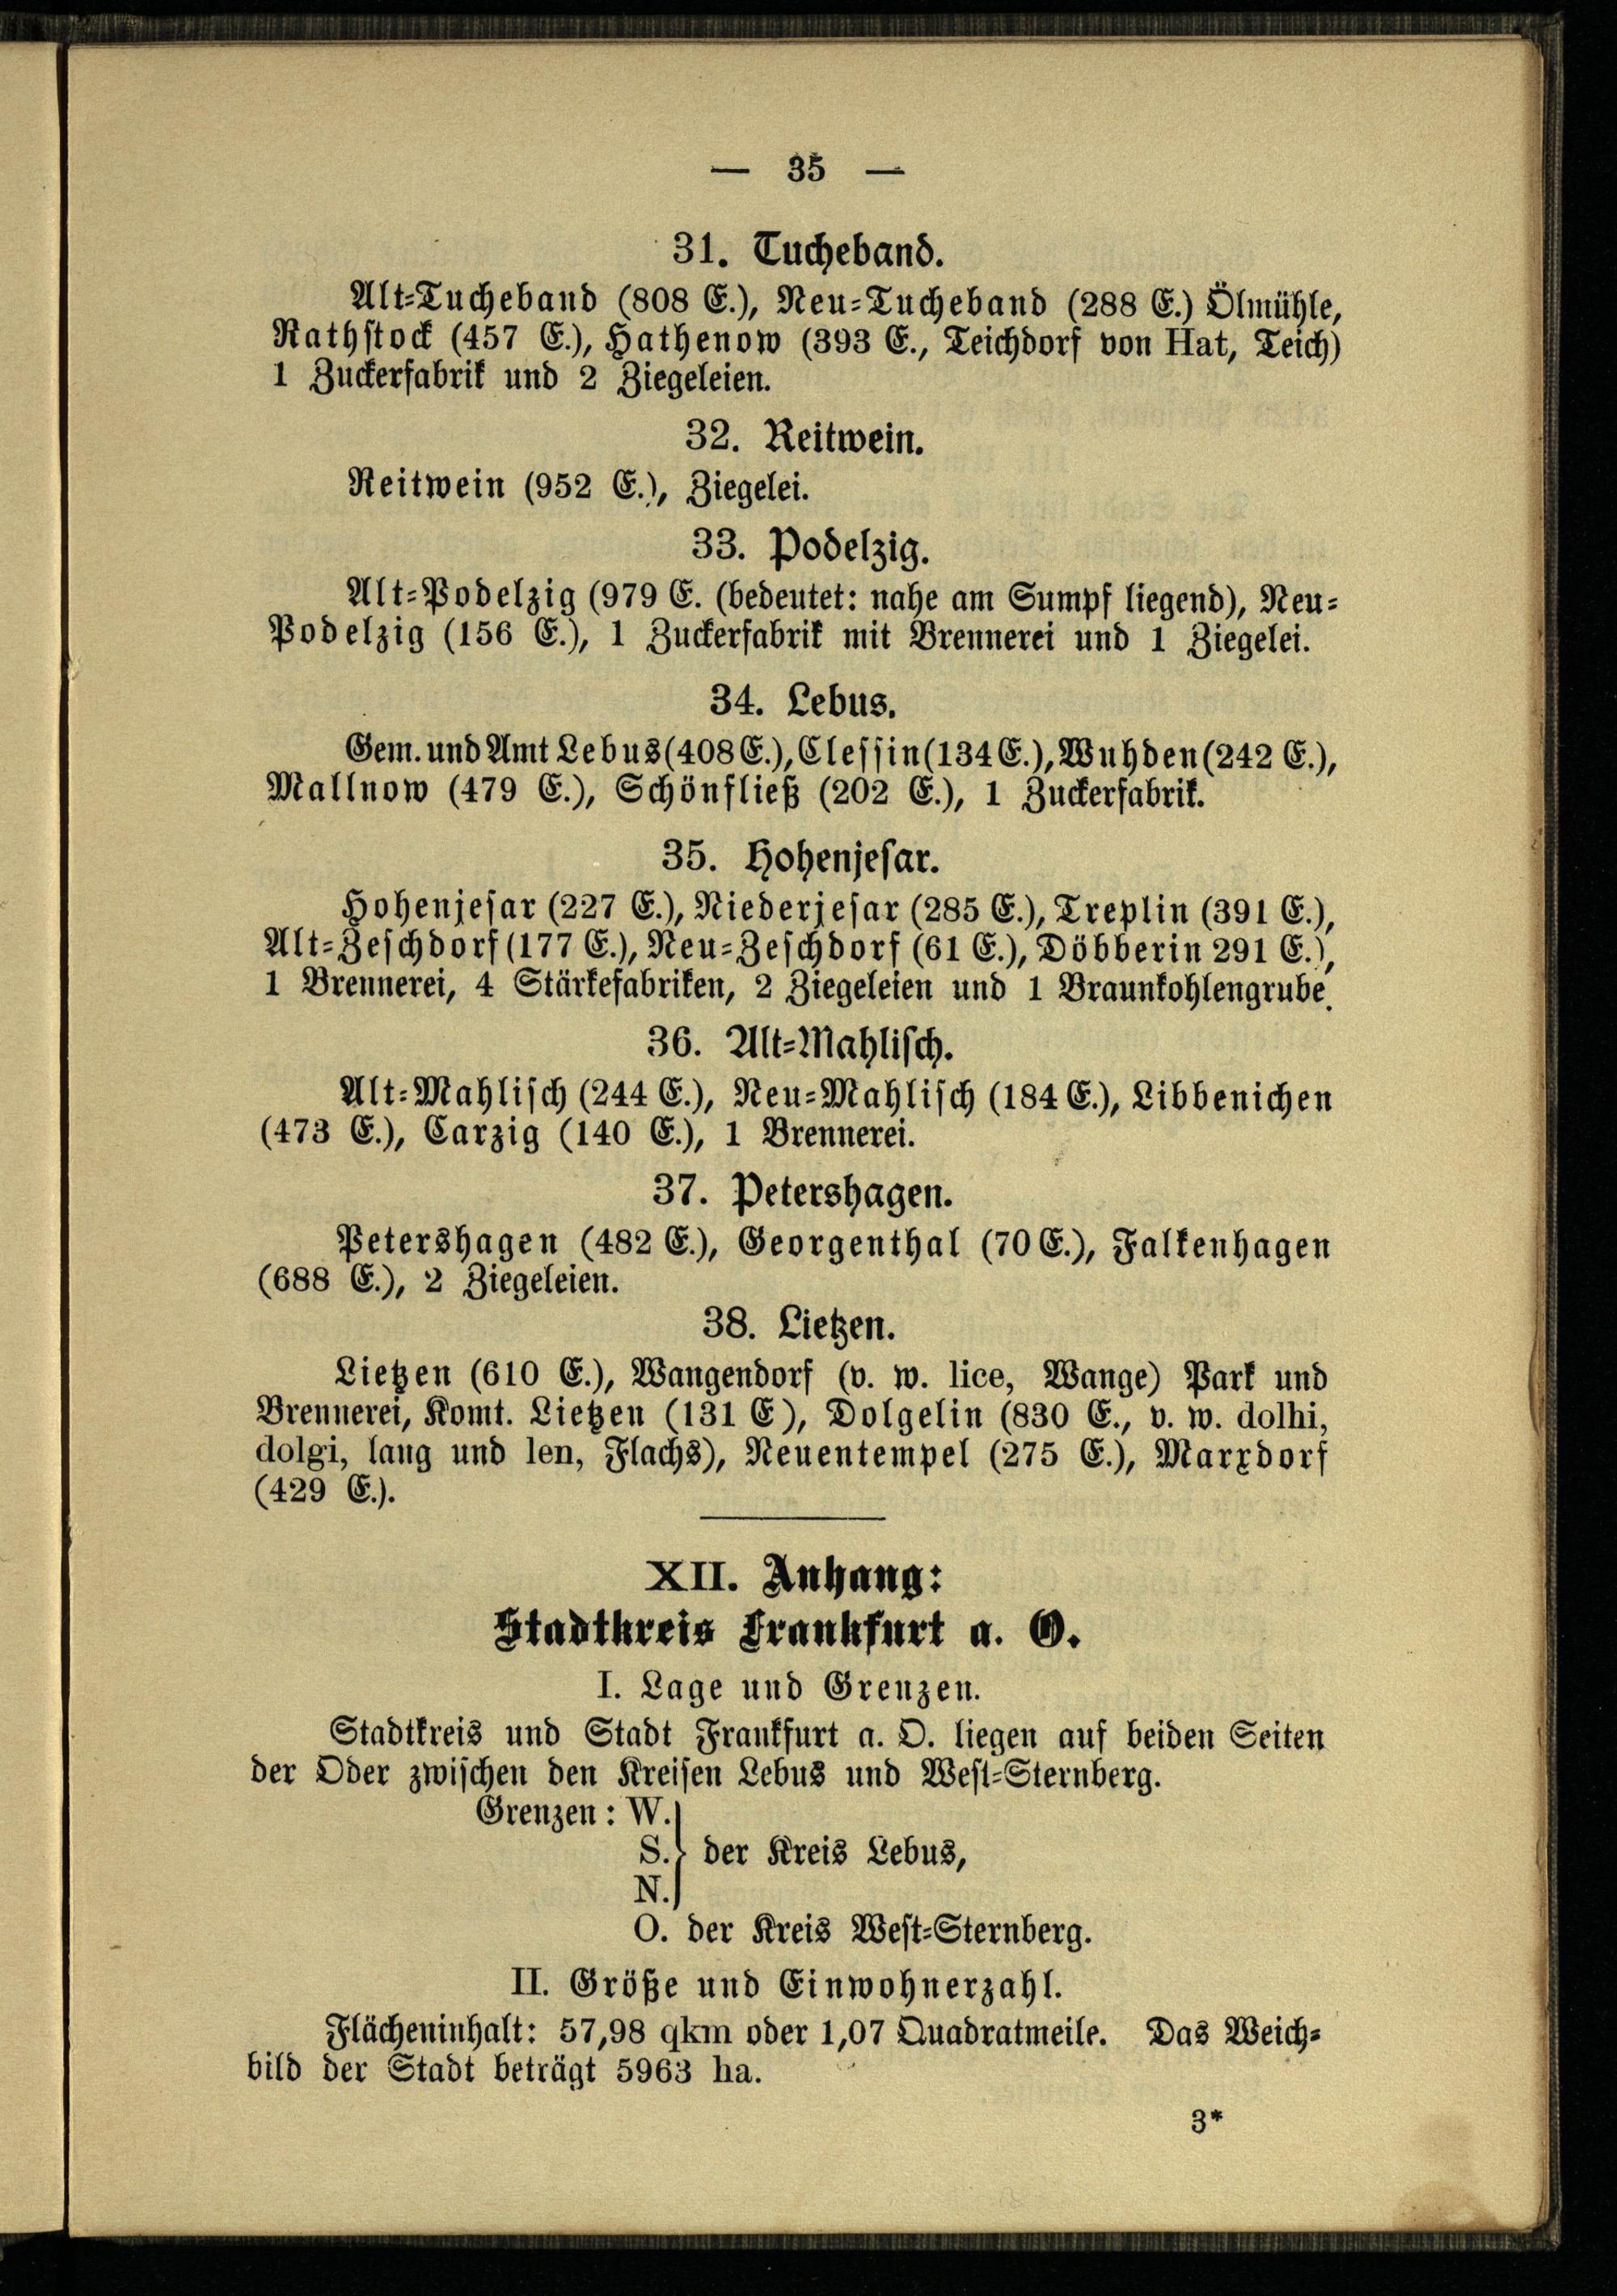 — 35 —
31. Tucheband.
Alt-Tucheband (808 E.), Neu-Tucheband (288 E.) Ölmühle,
Rathstock (457 E.), Hathenow (393 E., Teichdorf von Hat, Teich)
1 Zuckerfabrik und 2 Ziegeleien.
32. Reitwein.
Reitwein (952 E.), Ziegelei.
33. Podelzig.
Alt-Podelzig (979 E. (bedeutet: nahe am Sumpf liegend), Neu-
Podelzig (156 E.), 1 Zuckerfabrik mit Brennerei und 1 Ziegelei.
34. Lebus.
Gem. und Amt Lebus (408 E.), Clessin (134 E.), Wuhden (242 E.),
Mallnow (479 E.), Schönfließ (202 E.), 1 Zuckerfabrik.
35. Hohenjesar.
Hohenjesar (227 E.), Niederjesar (285 E.), Treplin (391 E.),
Alt-Zeschdorf (177 E.), Neu-Zeschdorf (61 E.), Döbberin 291 E.),
1 Brennerei, 4 Stärkefabriken, 2 Ziegeleien und 1 Braunkohlengrube.
36. Alt-Mahlisch.
Alt-Mahlisch (244 E.), Neu-Mahlisch (184 E.), Libbenichen
(473 E.), Carzig (140 E.), 1 Brennerei.
37. Petershagen.
Petershagen (482 E.), Georgenthal (70 E.), Falkenhagen
(688 E.), 2 Ziegeleien.
38. Lietzen.
Lietzen (610 E.), Wangendorf (v. w. lice, Wange) Park und
Brennerei, Komt. Lietzen (131 E), Dolgelin (830 E., v. w. dolhi,
dolgi, lang und len, Flachs), Neuentempel (275 E.), Marxdorf
(429 E.).
XII. Anhang:
Stadtkreis Frankfurt a. O.
I. Lage und Grenzen.
Stadtkreis und Stadt Frankfurt a. O. liegen auf beiden Seiten
der Oder zwischen den Kreisen Lebus und West-Sternberg.
Grenzen: W.
S. } der Kreis Lebus,
N.
O. der Kreis West-Sternberg.
II. Größe und Einwohnerzahl.
Flächeninhalt: 57,98 qkm oder 1,07 Quadratmeile. Das Weich-
bild der Stadt beträgt 5963 ha.
3*